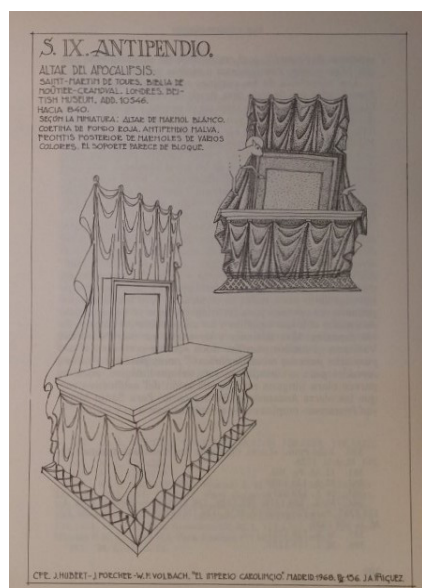 S. IX. ANTIPENDIO.
ALTAR DEL APOCALIPSIS.
SAINT-MARTIN DE TOURS. BIBLIA DE
MOÛTIER-GRANDVAL. LONDRES. BRI-
TISH MUSEUM. ADD. 10546.
HACIA 840.
SEGÚN LA MINIATURA: ALTAR DE MARMOL BLANCO,
CORTINA DE FONDO ROJA, ANTIPENDIO MALVA,
FRONTIS POSTERIOR DE MARMOLES DE VARIOS
COLORES. EL SOPORTE PARECE DE BLOQUE.
CFE. J. HUBERT-J. PORCHER-W. F. VOLBACH, "EL IMPERIO CAROLINGIO" MADRID 1968. Pg. 136. J.A. IÑIGUEZ